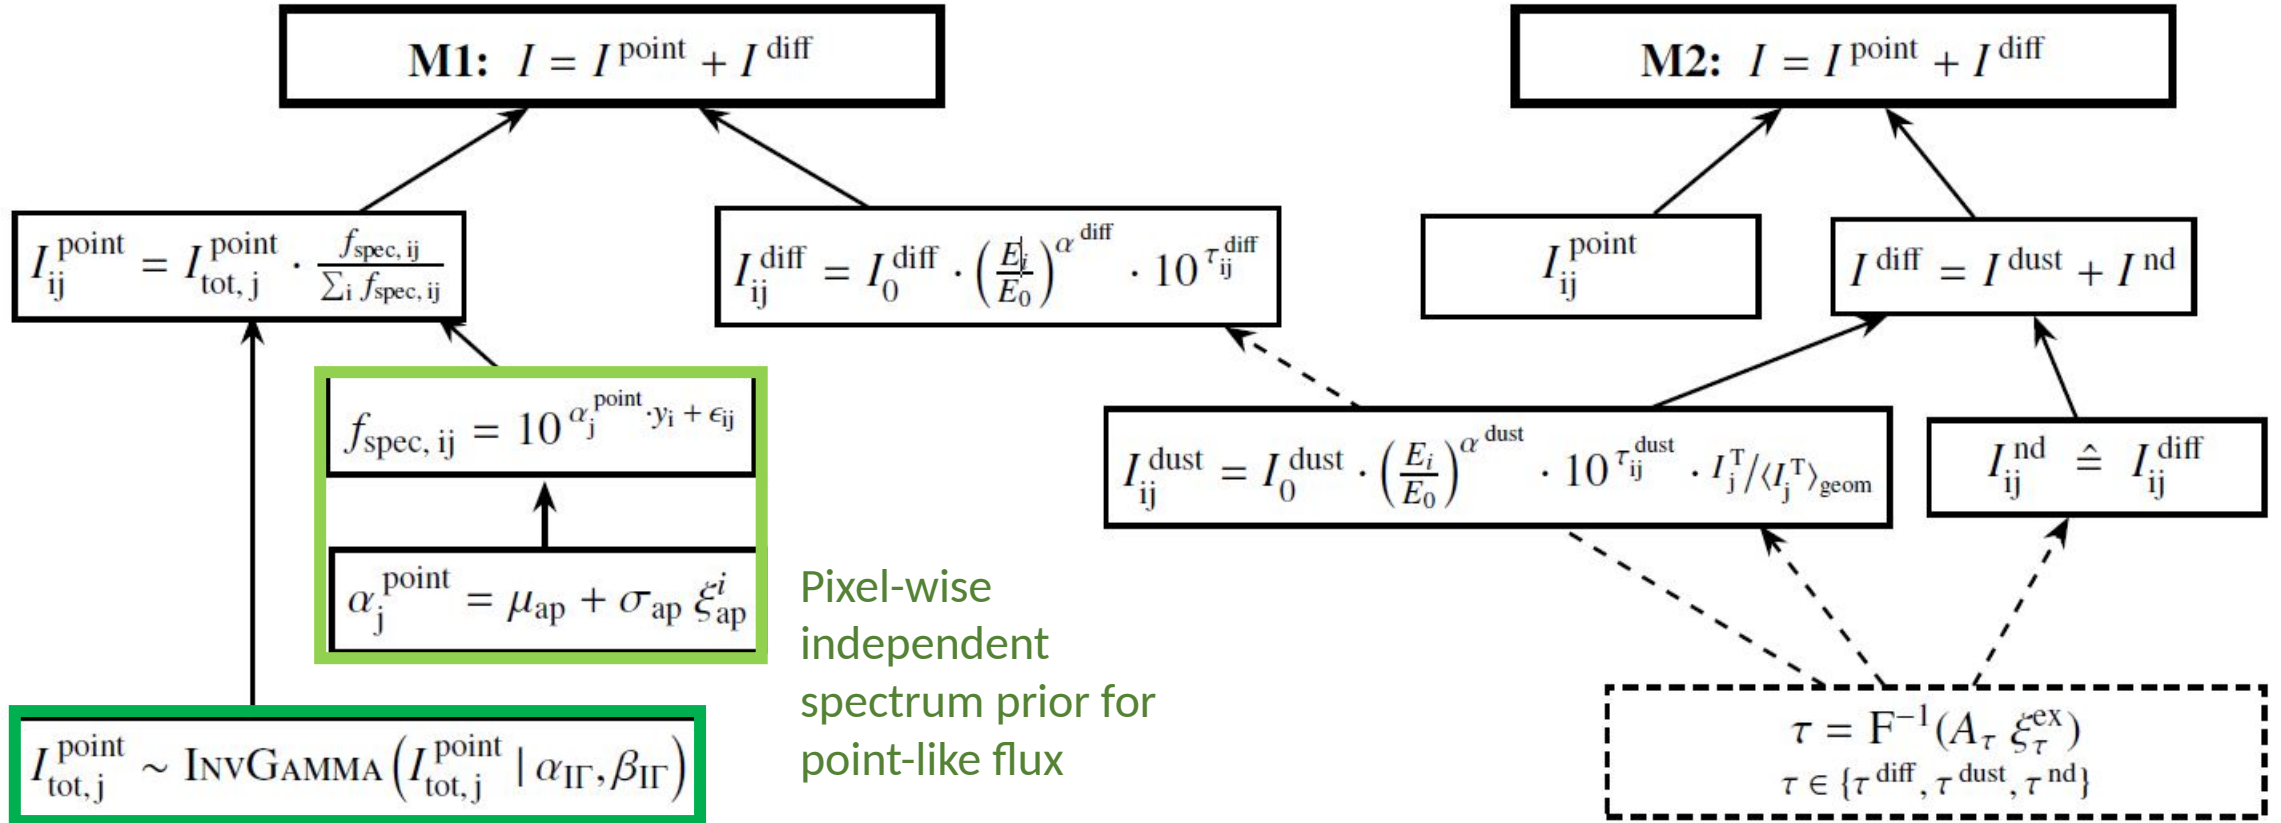 M1: I = I^point + I^diff
M2: I = I^point + I^diff
I_ij^point = I_tot, j^point · f_spec, ij / ∑_i f_spec, ij
I_ij^diff = I_0^diff · (E_i/E_0)^α^diff · 10^τ_ij^diff
I_ij^point
I^diff = I^dust + I^nd
f_spec, ij = 10^α_j^point·y_i + ϵ_ij
I_ij^dust = I_0^dust · (E_i/E_0)^α^dust · 10^τ_ij^dust · I_j^T/⟨I_j^T⟩_geom
I_ij^nd ≙ I_ij^diff
α_j^point = μ_ap + σ_ap ξ_ap^i
Pixel-wise
independent
spectrum prior for
point-like flux
I_tot, j^point ~ INVGAMMA(I_tot, j^point | α_IΓ, β_IΓ)
τ = F^−1(A_τ ξ_τ^ex)
τ ∈ {τ^diff, τ^dust, τ^nd}